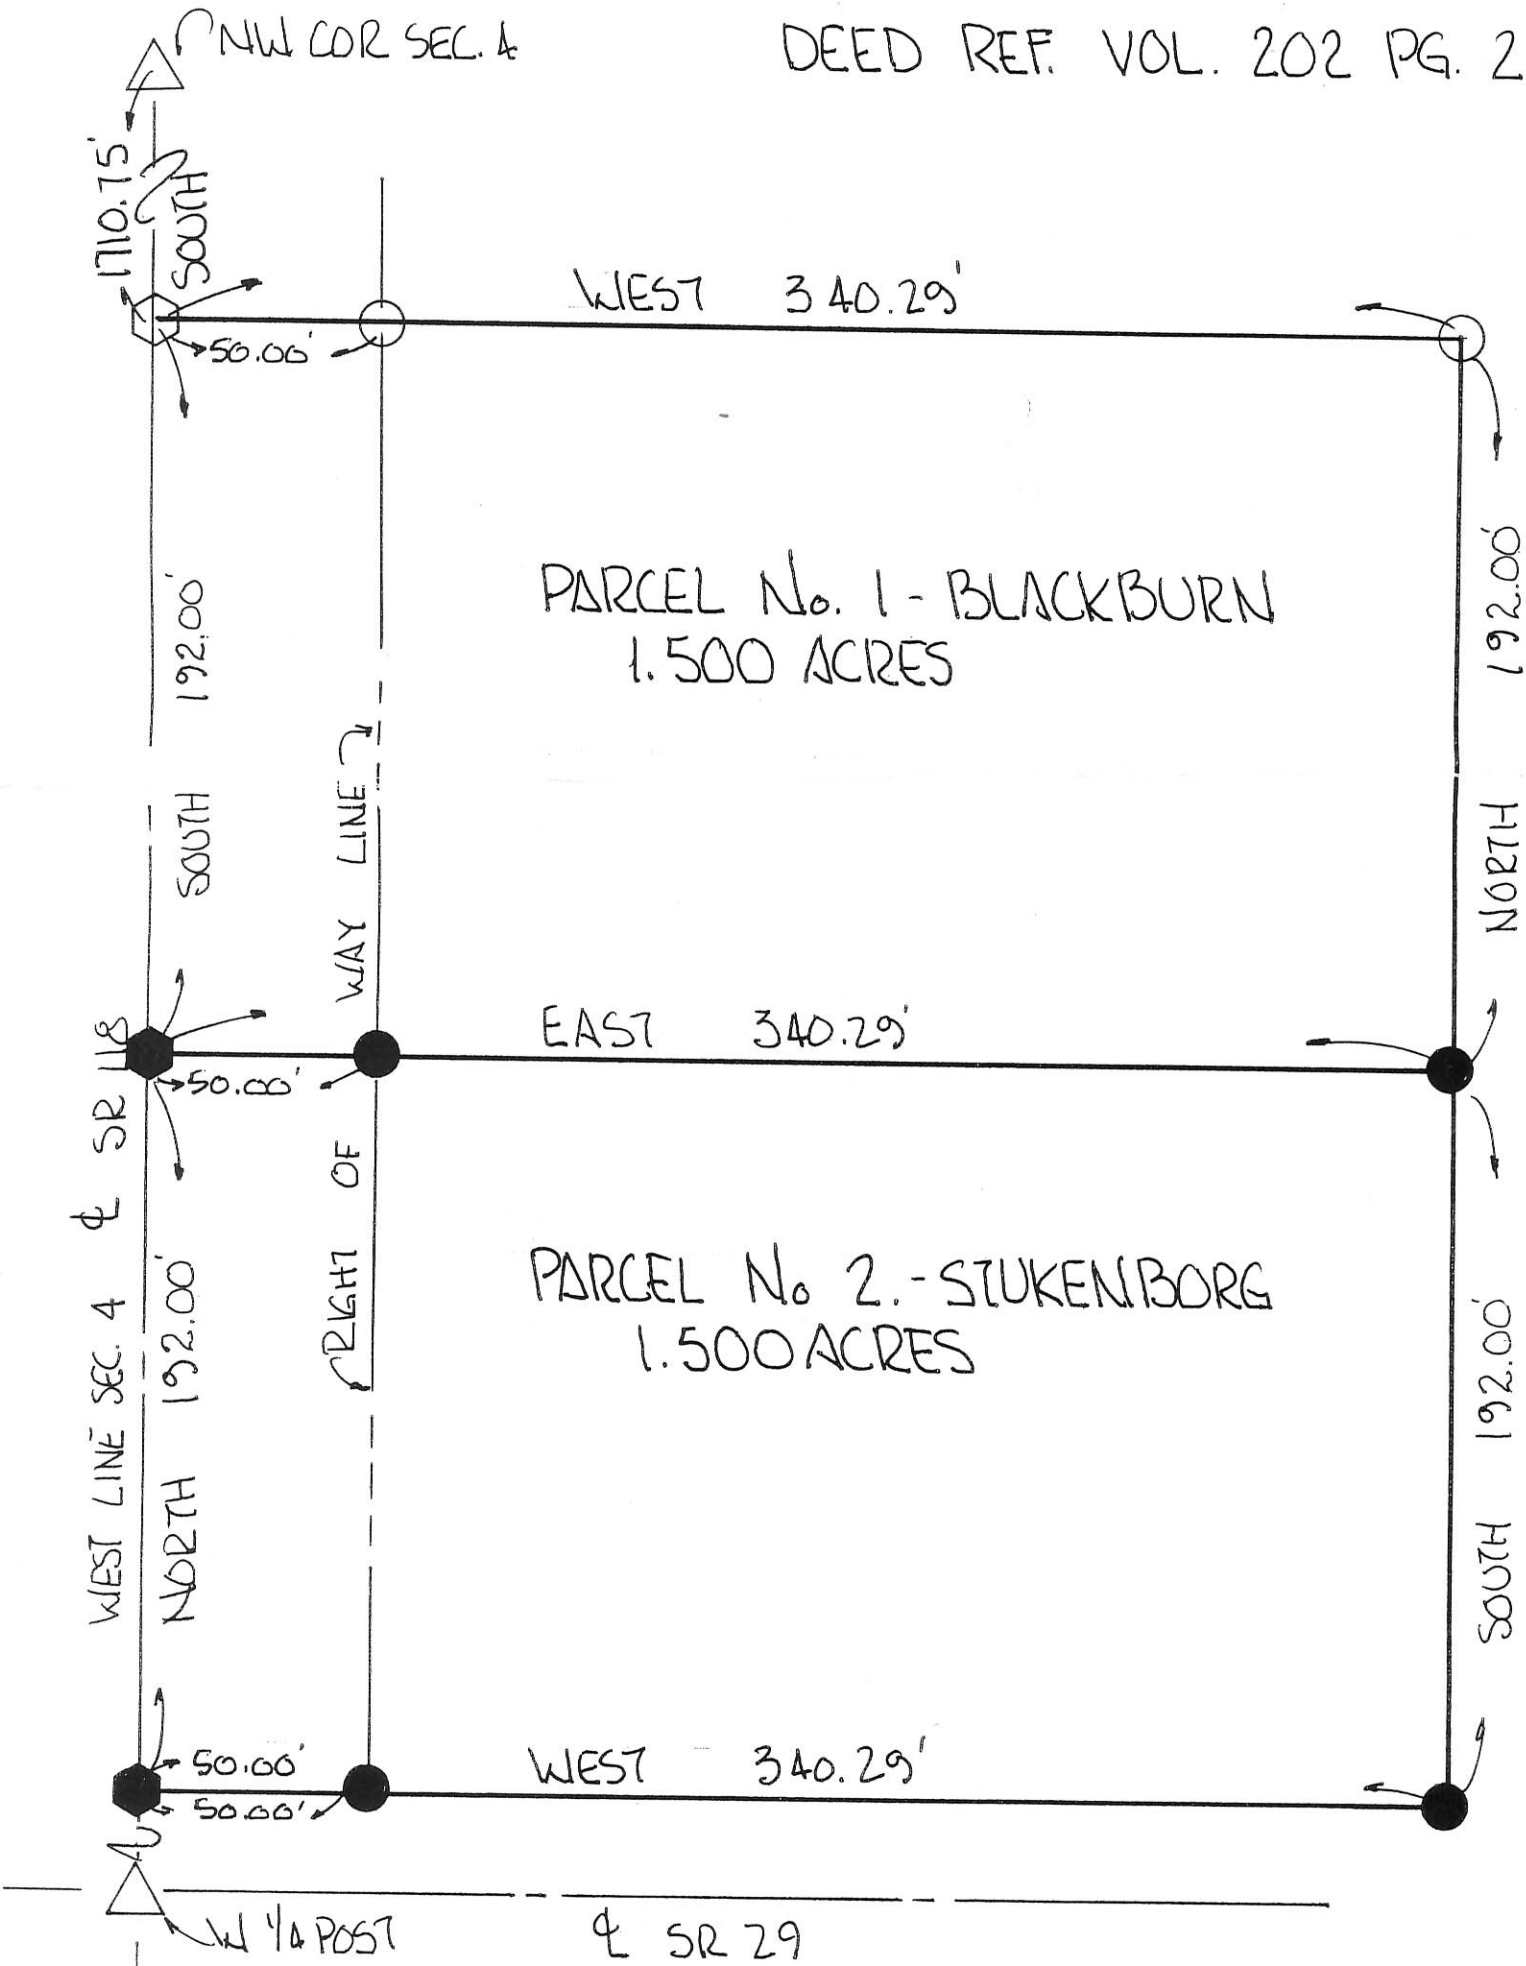 NW COR SEC. 4
DEED REF. VOL. 202 PG. 2
1710.75'
SOUTH
WEST 340.29'
50.00'
PARCEL No. 1 - BLACKBURN
1.500 ACRES
SOUTH 192.00'
NORTH 192.00'
RIGHT OF WAY LINE
EAST 340.29'
50.00'
WEST LINE SEC. 4 ℄ SR 118
NORTH 192.00'
PARCEL No 2.- STUKENBORG
1.500 ACRES
SOUTH 192.00'
50.00'
WEST 340.29'
50.00'
W 1/4 POST
℄ SR 29